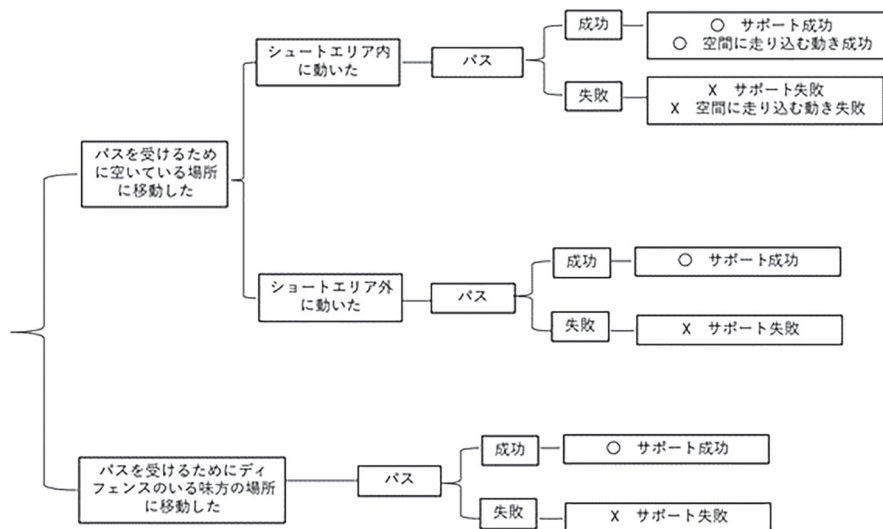 シュートエリア内
に動いた
パス
成功
○ サポート成功
○ 空間に走り込む動き成功
失敗
X サポート失敗
X 空間に走り込む動き失敗
パスを受けるため
に空いている場所
に移動した
ショートエリア外
に動いた
パス
成功
○ サポート成功
失敗
X サポート失敗
パスを受けるためにディ
フェンスのいる味方の場所
に移動した
パス
成功
○ サポート成功
失敗
X サポート失敗